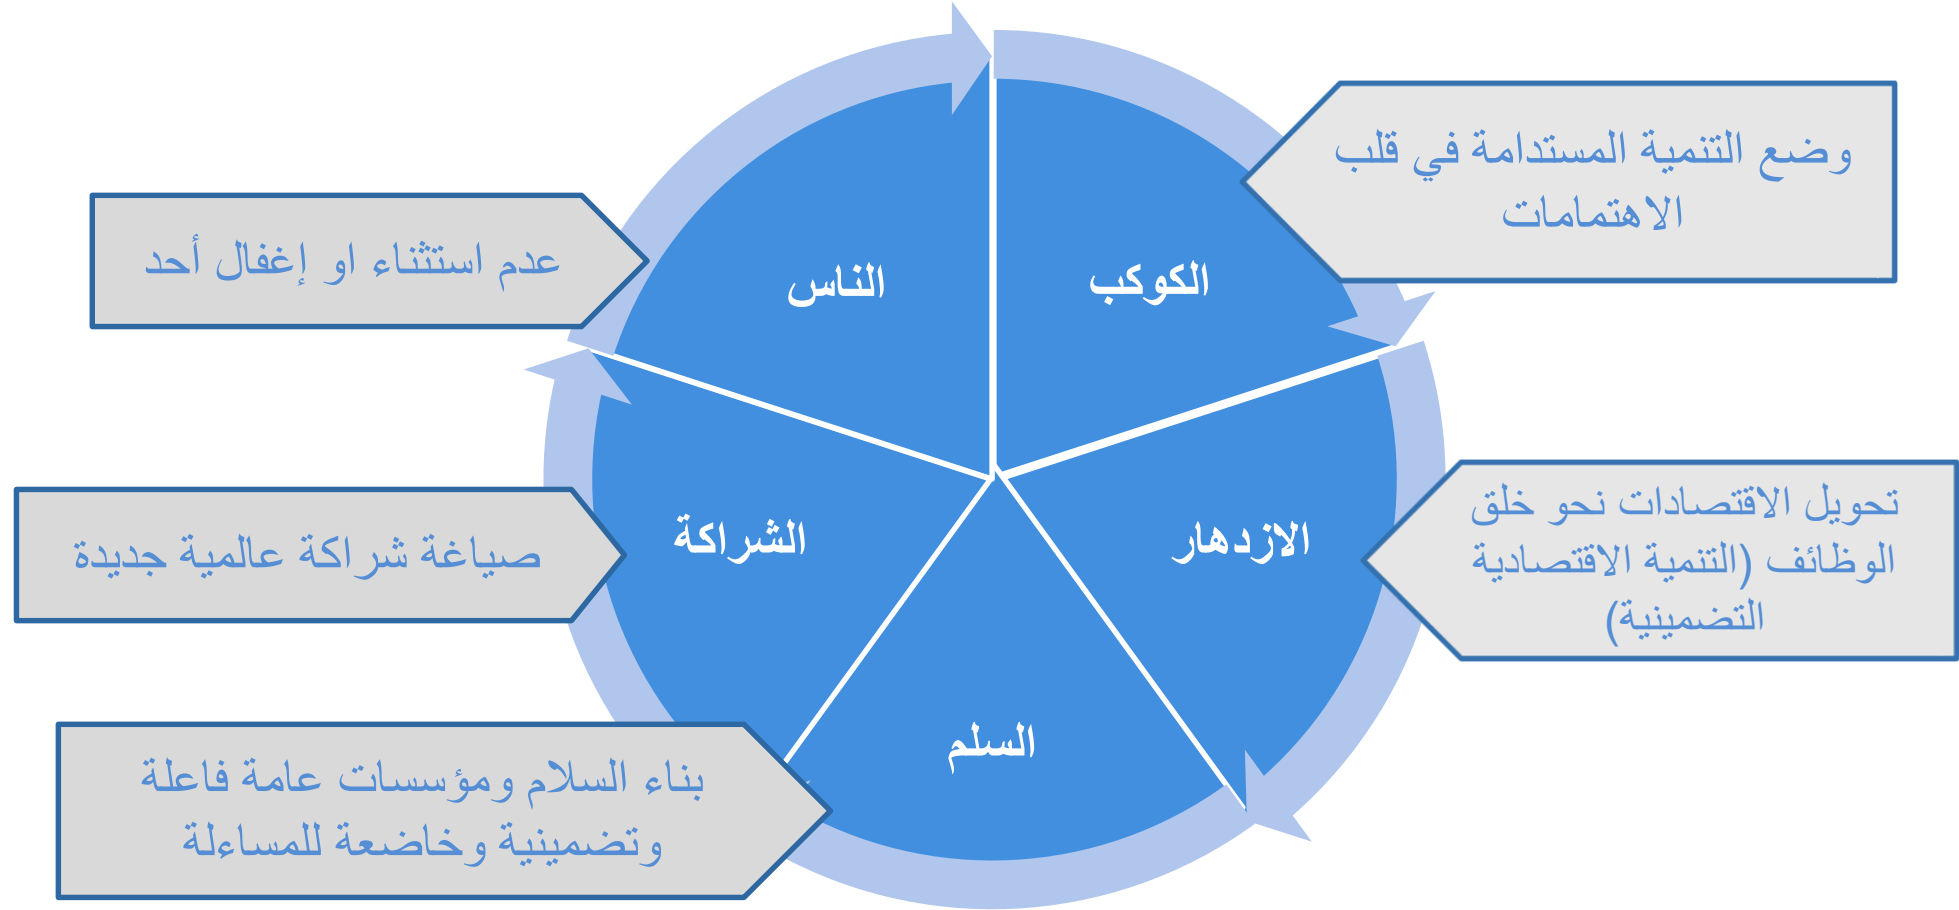 وضع التنمية المستدامة في قلب
الاهتمامات
الكوكب
الناس
عدم استثناء او إغفال أحد
تحويل الاقتصادات نحو خلق
الوظائف (التنمية الاقتصادية
التضمينية)
الازدهار
الشراكة
صياغة شراكة عالمية جديدة
السلم
بناء السلام ومؤسسات عامة فاعلة
وتضمينية وخاضعة للمساءلة